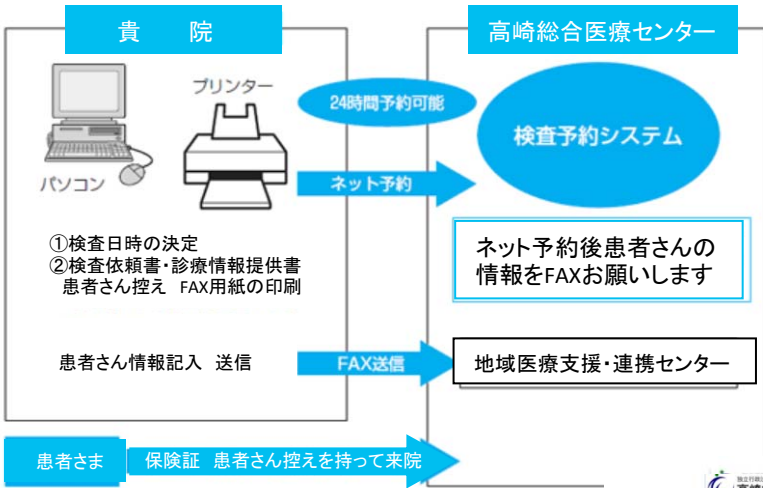 貴　院
高崎総合医療センター
プリンター
パソコン
24時間予約可能
検査予約システム
ネット予約
①検査日時の決定
②検査依頼書・診療情報提供書
患者さん控え　FAX用紙の印刷
ネット予約後患者さんの
情報をFAXお願いします
患者さん情報記入　送信
FAX送信
地域医療支援・連携センター
患者さま
保険証　患者さん控えを持って来院